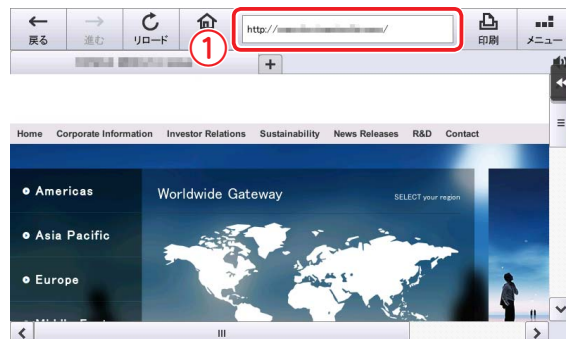 戻る 進む リロード 印刷 メニュー
1
http:// /
+
Home Corporate Information Investor Relations Sustainability News Releases R&D Contact
Americas
Worldwide Gateway
SELECT your region
Asia Pacific
Europe